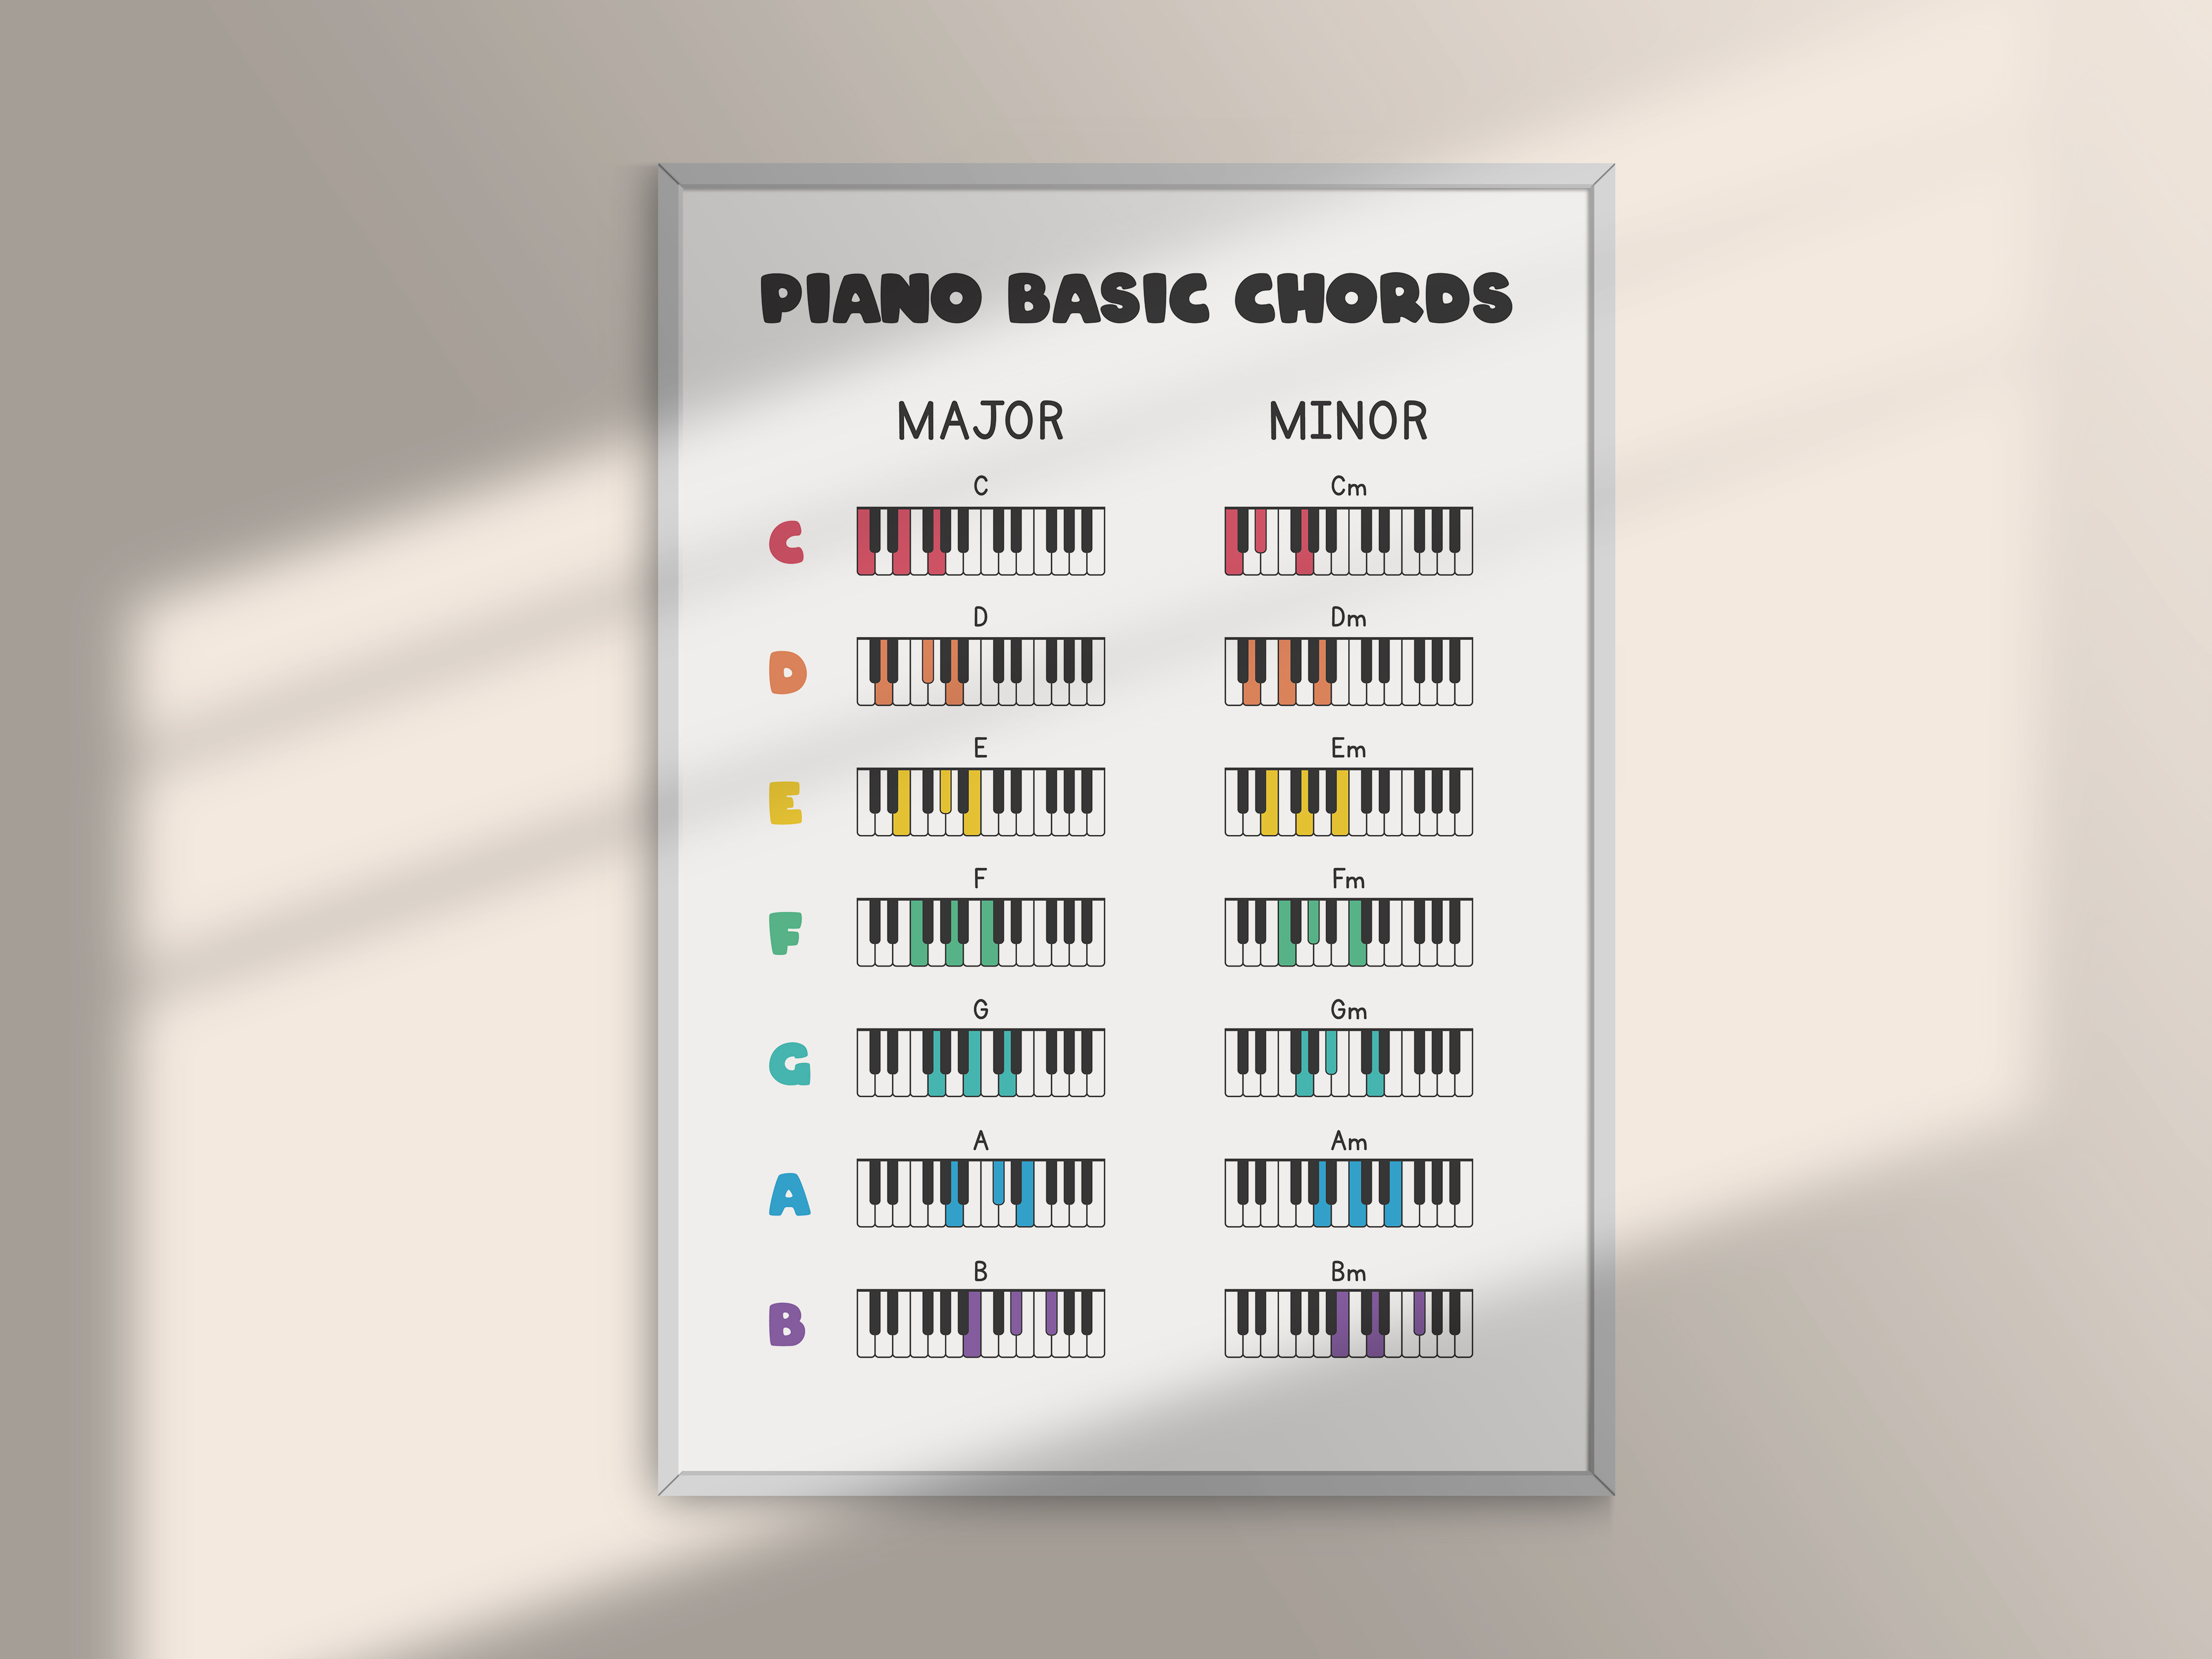 PIANO BASIC CHORDS
MAJOR MINOR
C Cm
C
D Dm
D
E Em
E
F Fm
F
G Gm
G
A Am
A
B Bm
B